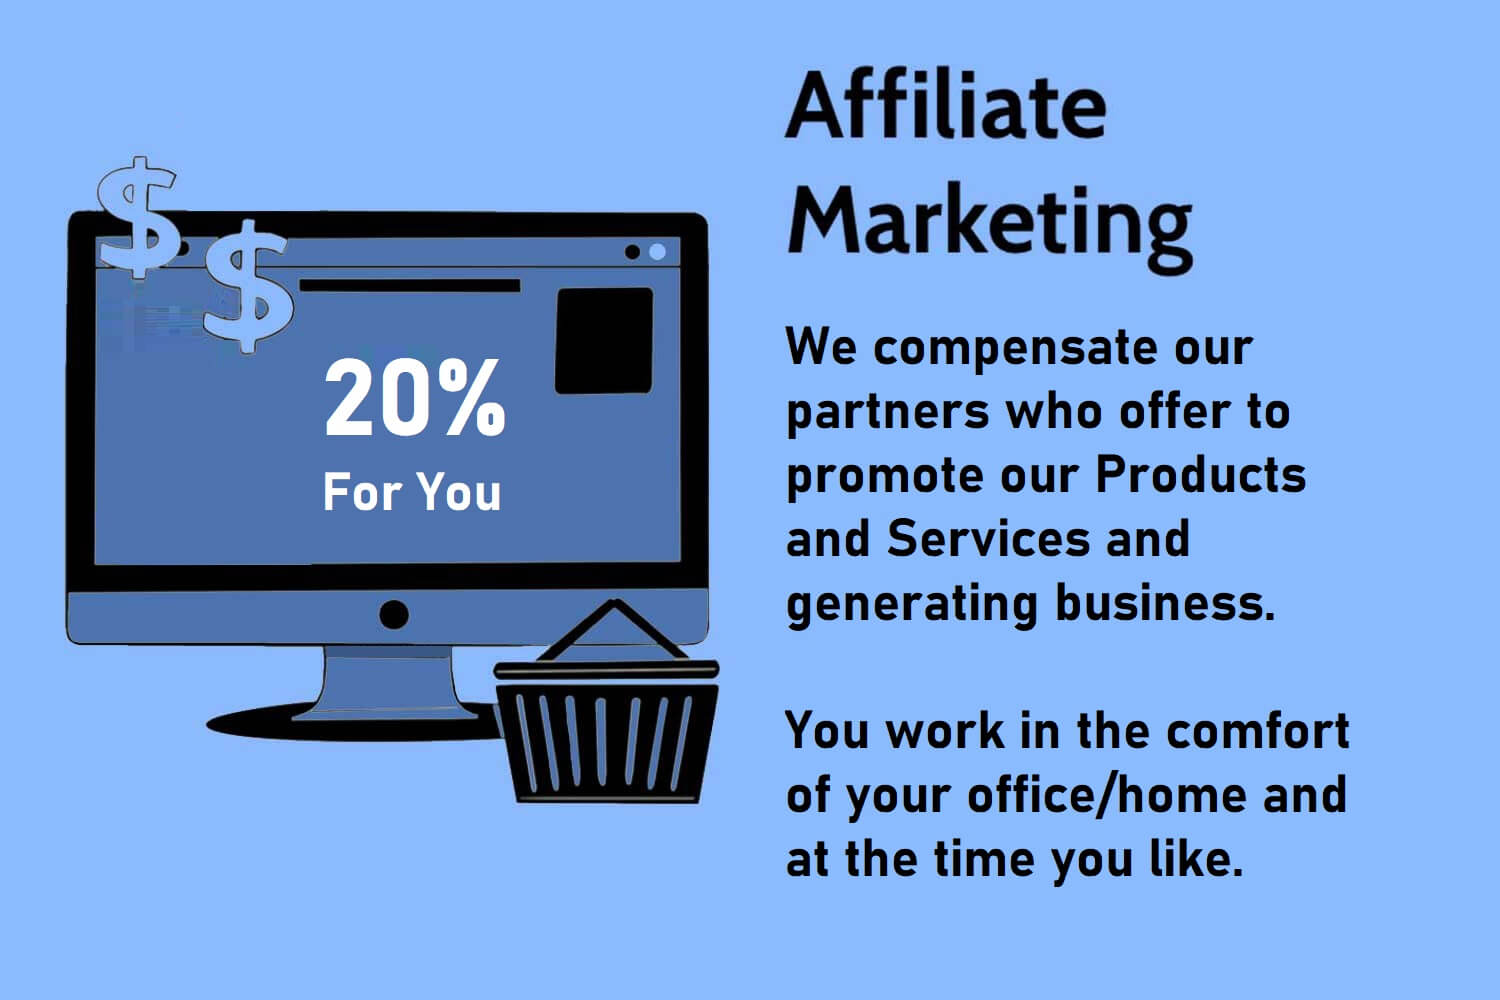 Affiliate
Marketing
20%
For You
We compensate our
partners who offer to
promote our Products
and Services and
generating business.
You work in the comfort
of your office/home and
at the time you like.